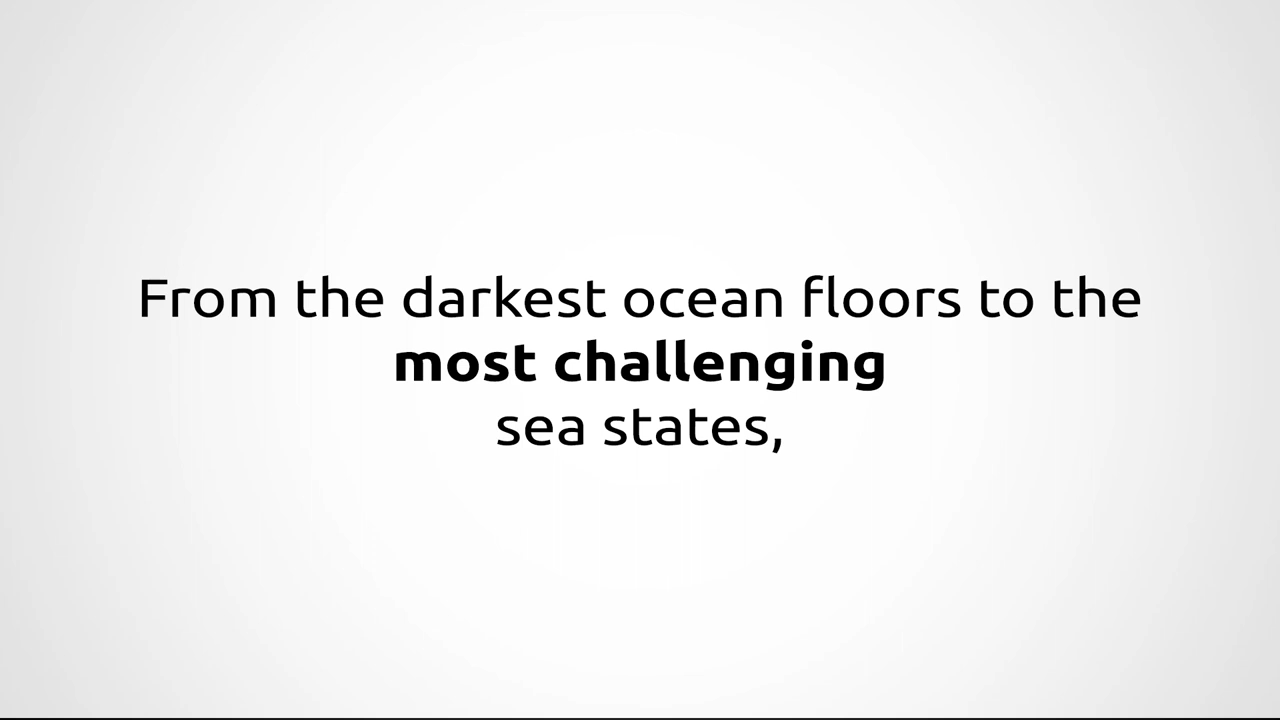 From the darkest ocean floors to the
most challenging
sea states,